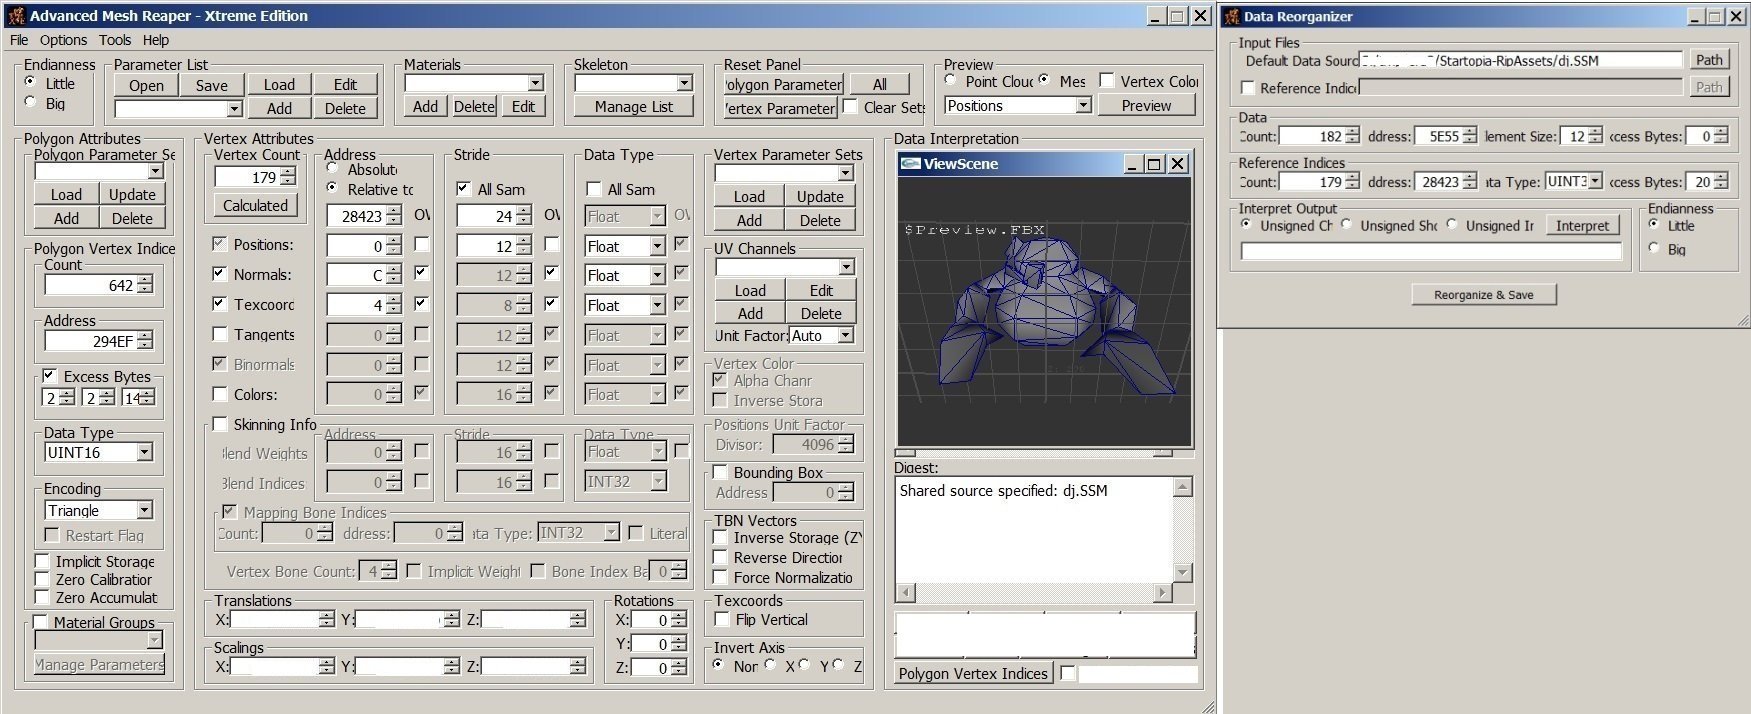 Advanced Mesh Reaper - Xtreme Edition
File Options Tools Help
Endianness
Little
Big
Parameter List
Open Save Load Edit
Add Delete
Materials
Add Delete Edit
Skeleton
Manage List
Reset Panel
Polygon Parameter All
Vertex Parameter Clear Sets
Preview
Point Clou Mes Vertex Color
Positions Preview
Polygon Attributes
Polygon Parameter Se
Load Update
Add Delete
Polygon Vertex Indice
Count
642
Address
294EF
Excess Bytes
2 2 14
Data Type
UINT16
Encoding
Triangle
Restart Flag
Implicit Storage
Zero Calibration
Zero Accumulat
Material Groups
Manage Parameters
Vertex Attributes
Vertex Count
179
Calculated
Address
Absolute
Relative to
28423 OV
Stride
All Sam
24 OV
Data Type
All Sam
Float OV
Positions: 0 12 Float
Normals: C 12 Float
Texcoord 4 8 Float
Tangents 0 12 Float
Binormals 0 12 Float
Colors: 0 16 Float
Skinning Info
Address Stride Data Type
Blend Weights 0 16 Float
Blend Indices 0 16 INT32
Mapping Bone Indices
Count: 0 ddress: 0 ata Type: INT32 Literal
Vertex Bone Count: 4 Implicit Weight Bone Index Ba 0
Translations
X: Y: Z:
Scalings
X: Y: Z:
Rotations
X: 0
Y: 0
Z: 0
Vertex Parameter Sets
Load Update
Add Delete
UV Channels
Load Edit
Add Delete
Unit Factor: Auto
Vertex Color
Alpha Chanr
Inverse Stora
Positions Unit Factor
Divisor: 4096
Bounding Box
Address 0
TBN Vectors
Inverse Storage (ZY
Reverse Direction
Force Normalizatio
Texcoords
Flip Vertical
Invert Axis
Nor X Y Z
Data Interpretation
ViewScene
$Preview.FBX
Digest:
Shared source specified: dj.SSM
Polygon Vertex Indices
Data Reorganizer
Input Files
Default Data Sourc /Startopia-RipAssets/dj.SSM Path
Reference Indice Path
Data
Count: 182 ddress: 5E55 lement Size: 12 xcess Bytes: 0
Reference Indices
Count: 179 ddress: 28423 ata Type: UINT3 xcess Bytes: 20
Interpret Output
Unsigned Ch Unsigned Sho Unsigned Ir Interpret
Endianness
Little
Big
Reorganize & Save